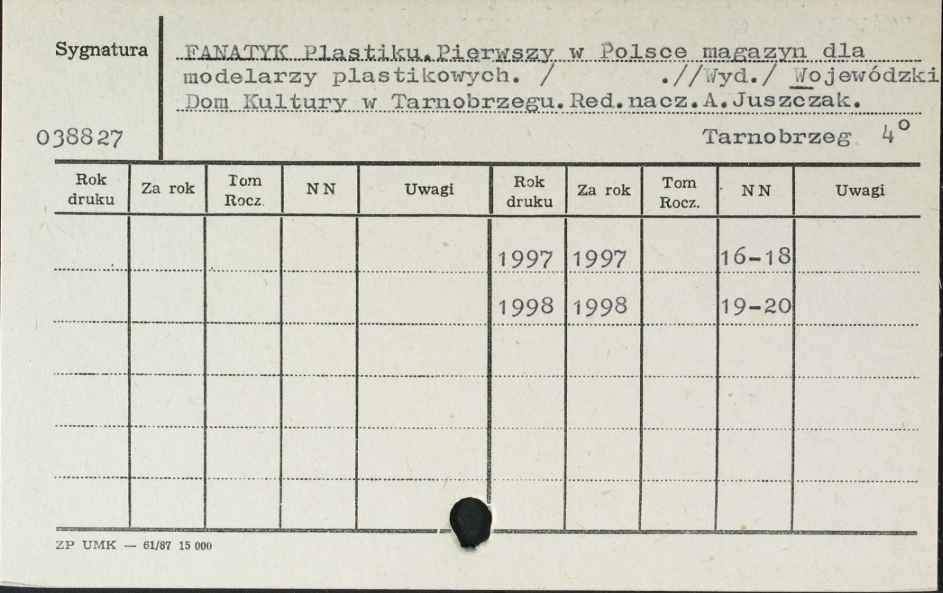 Sygnatura FANATYK Plastiku.Pierwszy w Polsce magazyn dla
modelarzy plastikowych. / .//Wyd./ Wojewódzki
Dom Kultury w Tarnobrzegu.Red.nacz.A.Juszczak.
038827 Tarnobrzeg 4°
Rok druku Za rok Tom Rocz. NN Uwagi Rok druku Za rok Tom Rocz. NN Uwagi
1997 1997 16-18
1998 1998 19-20
ZP UMK — 61/87 15 000